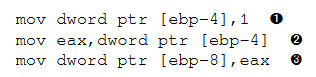 mov dword ptr [ebp-4],1 ❶
mov eax,dword ptr [ebp-4] ❷
mov dword ptr [ebp-8],eax ❸